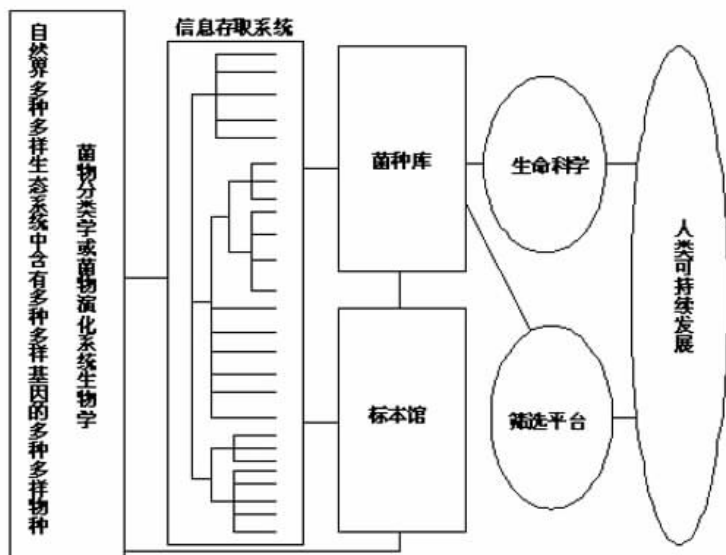 自然界多种多样生态系统中含有多种多样基因的多种多样物种
菌物分类学或菌物演化系统生物学
信息存取系统
菌种库
标本馆
生命科学
筛选平台
人类可持续发展